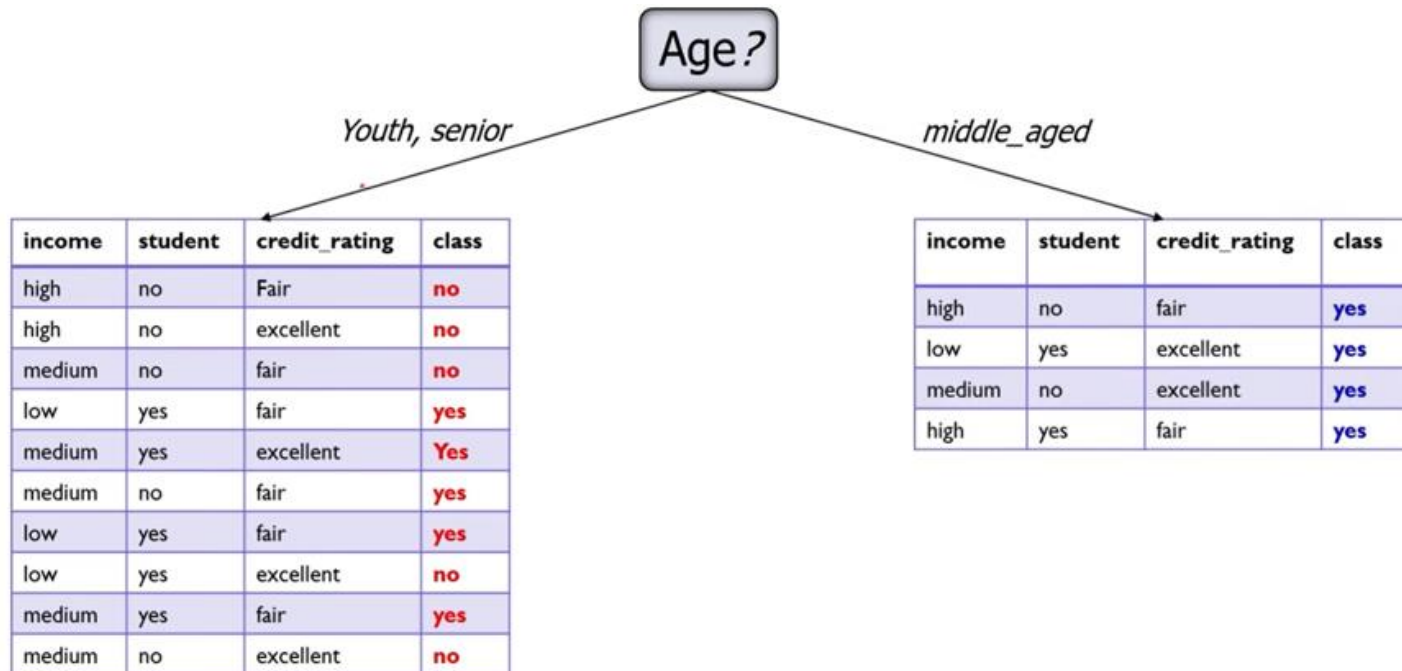 Age?
Youth, senior
middle_aged
income student credit_rating class
high no Fair no
high no excellent no
medium no fair no
low yes fair yes
medium yes excellent Yes
medium no fair yes
low yes fair yes
low yes excellent no
medium yes fair yes
medium no excellent no
income student credit_rating class
high no fair yes
low yes excellent yes
medium no excellent yes
high yes fair yes